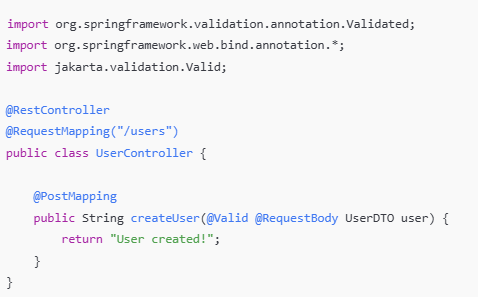 import org.springframework.validation.annotation.Validated;
import org.springframework.web.bind.annotation.*;
import jakarta.validation.Valid;

@RestController
@RequestMapping("/users")
public class UserController {

    @PostMapping
    public String createUser(@Valid @RequestBody UserDTO user) {
        return "User created!";
    }
}